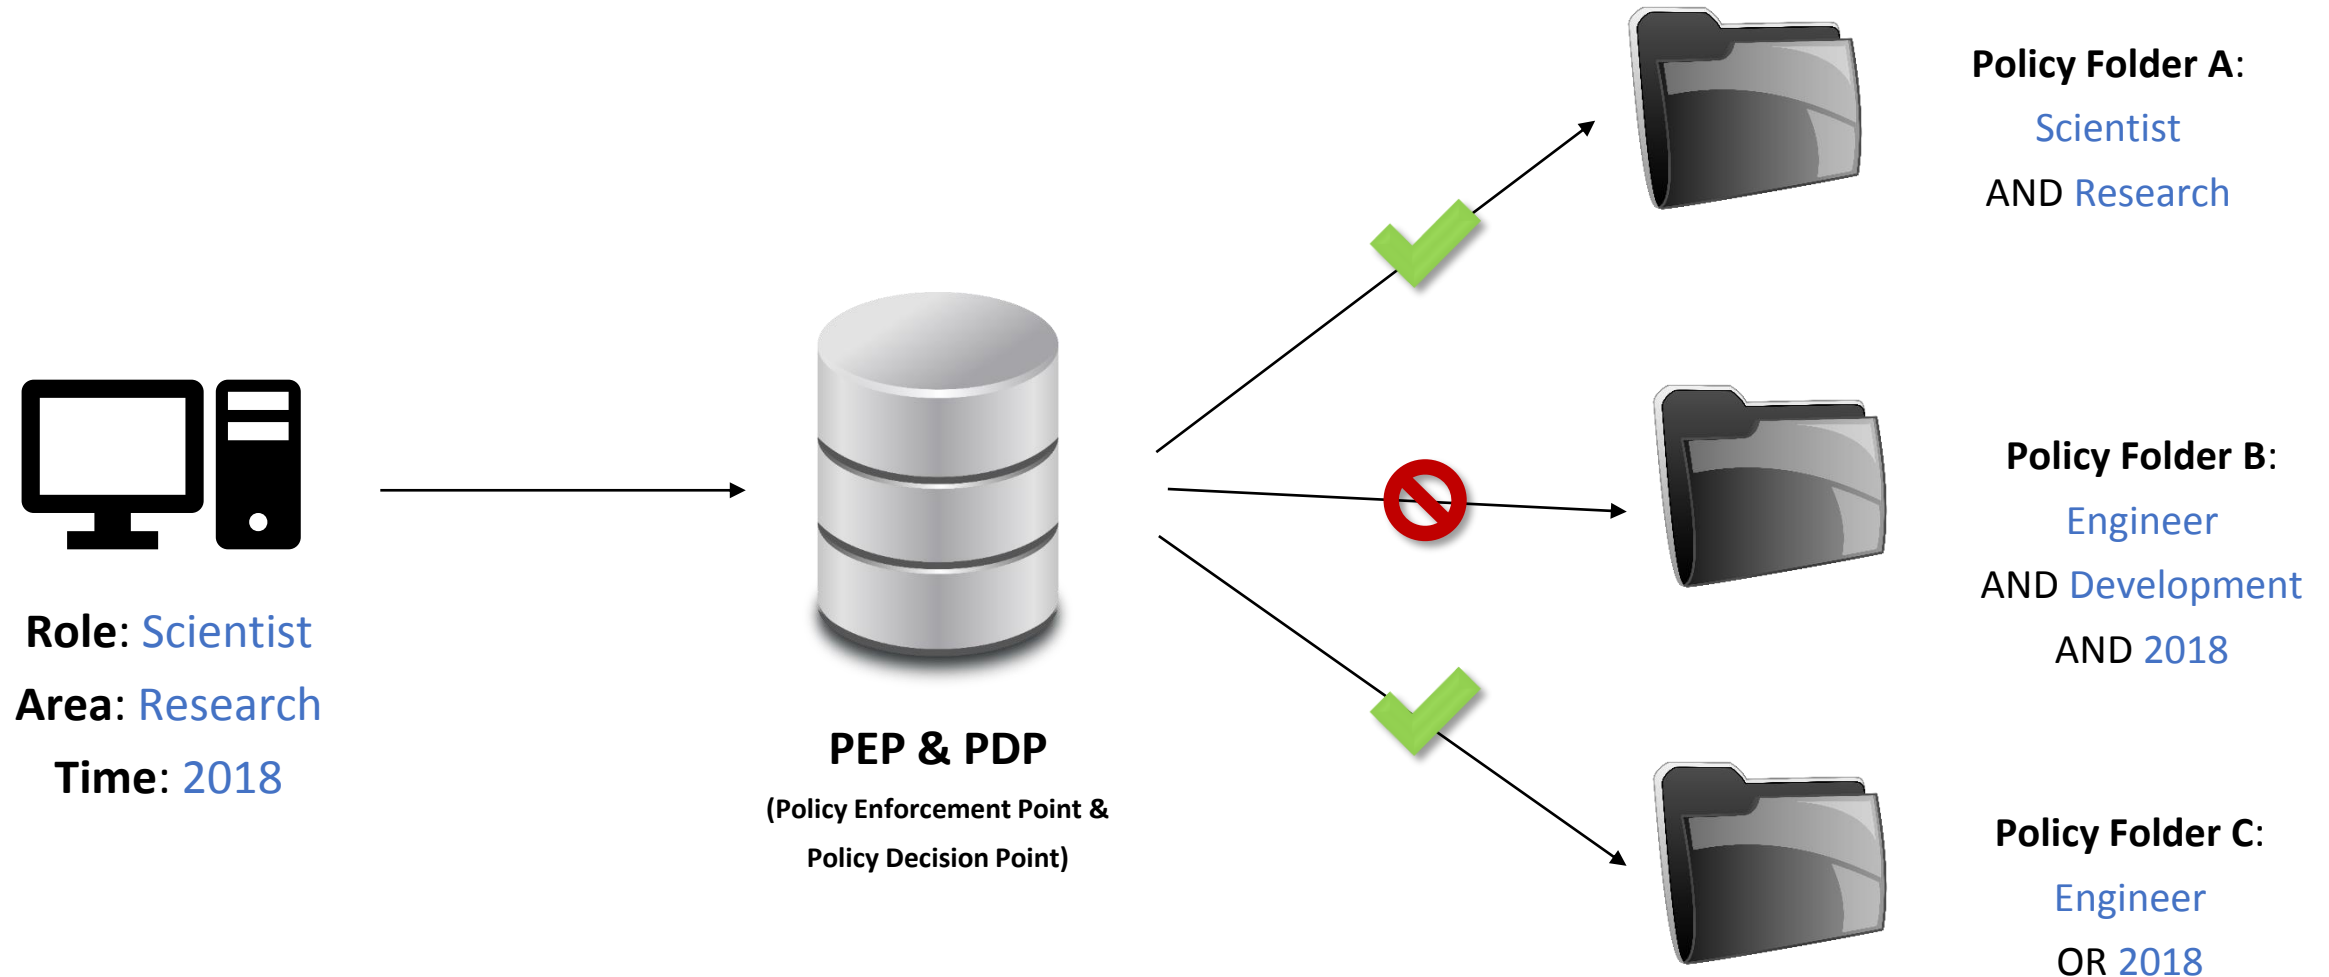 Role: Scientist
Area: Research
Time: 2018
PEP & PDP
(Policy Enforcement Point &
Policy Decision Point)
Policy Folder A:
Scientist
AND Research
Policy Folder B:
Engineer
AND Development
AND 2018
Policy Folder C:
Engineer
OR 2018